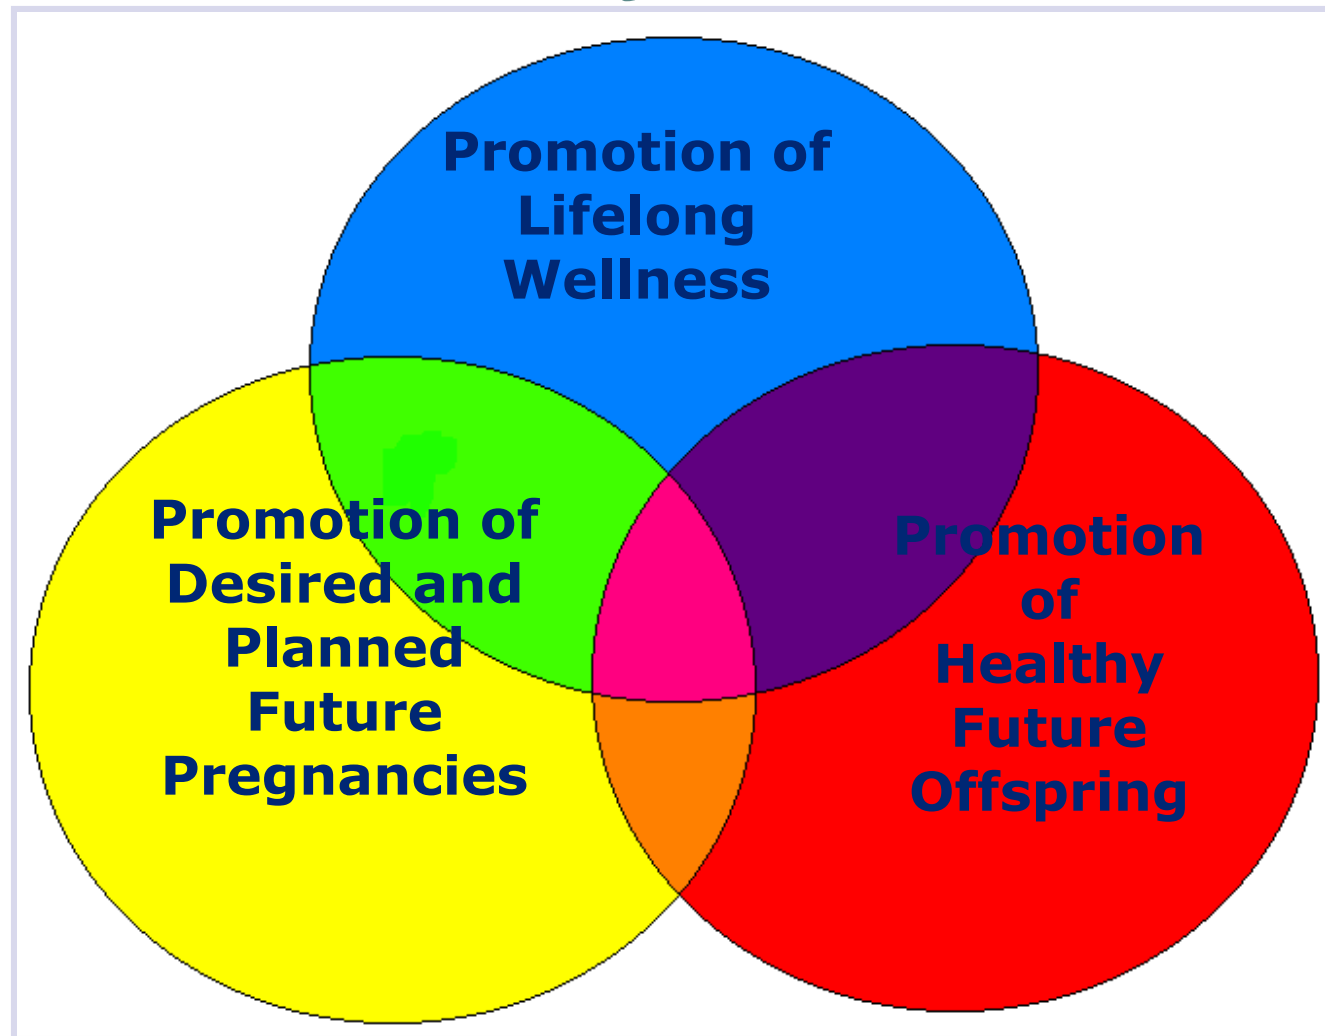 Promotion of
Lifelong
Wellness
Promotion of
Desired and
Planned
Future
Pregnancies
Promotion
of
Healthy
Future
Offspring